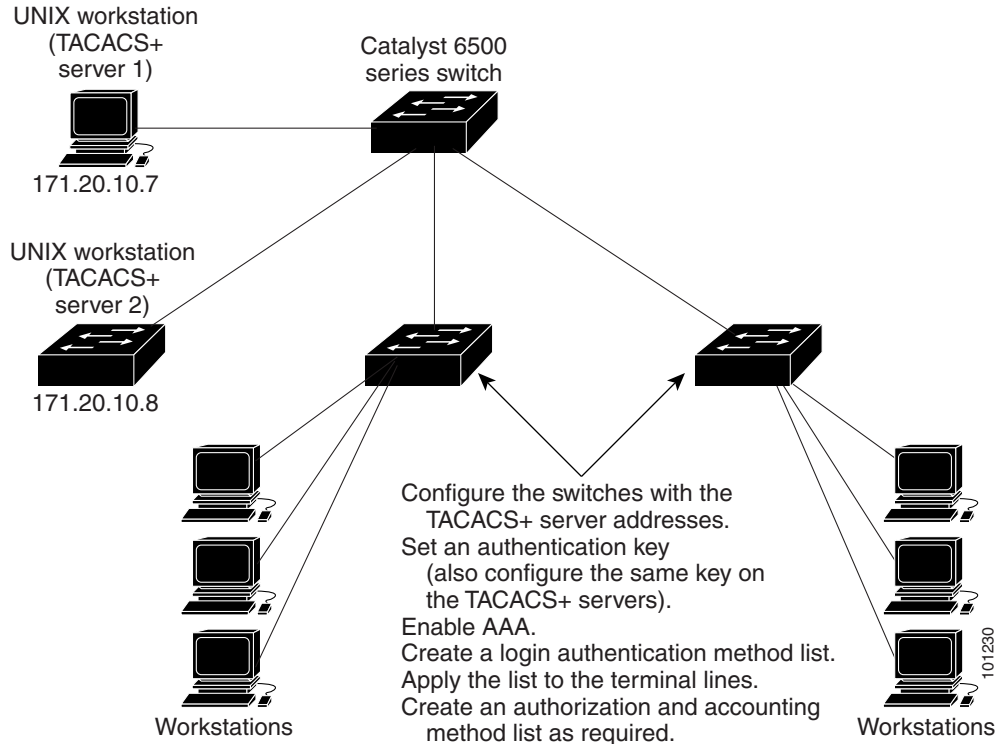 UNIX workstation
(TACACS+
server 1)
Catalyst 6500
series switch
171.20.10.7
UNIX workstation
(TACACS+
server 2)
171.20.10.8
Configure the switches with the
TACACS+ server addresses.
Set an authentication key
(also configure the same key on
the TACACS+ servers).
Enable AAA.
Create a login authentication method list.
Apply the list to the terminal lines.
Create an authorization and accounting
method list as required.
Workstations
Workstations
101230